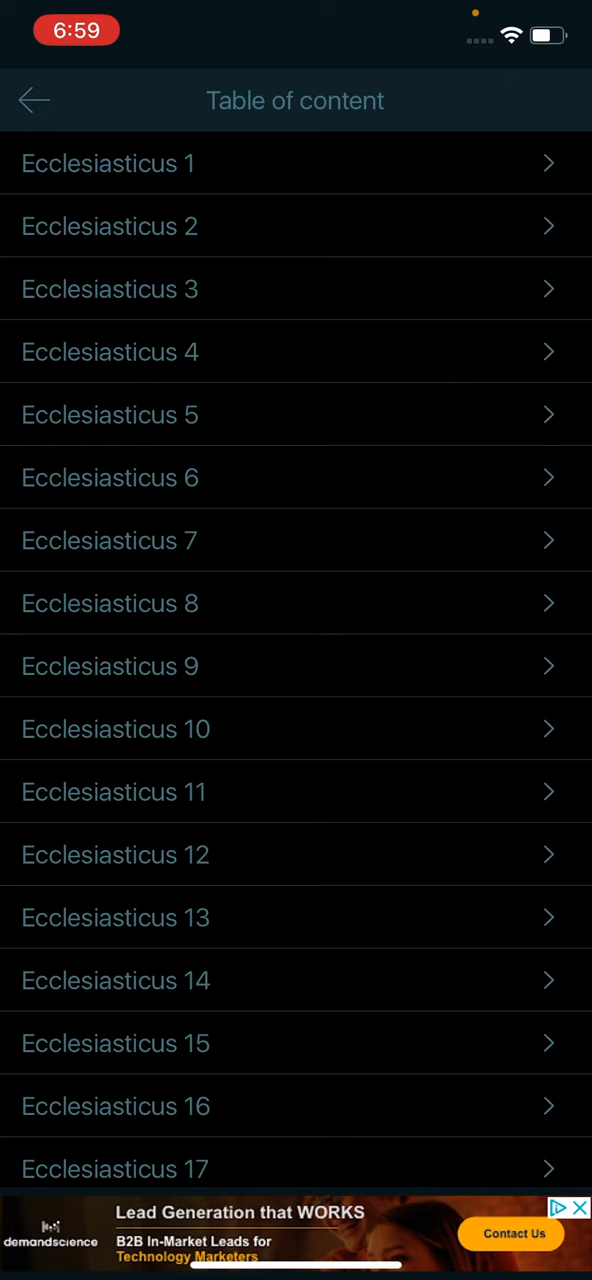 6:59
Table of content
Ecclesiasticus 1
Ecclesiasticus 2
Ecclesiasticus 3
Ecclesiasticus 4
Ecclesiasticus 5
Ecclesiasticus 6
Ecclesiasticus 7
Ecclesiasticus 8
Ecclesiasticus 9
Ecclesiasticus 10
Ecclesiasticus 11
Ecclesiasticus 12
Ecclesiasticus 13
Ecclesiasticus 14
Ecclesiasticus 15
Ecclesiasticus 16
Ecclesiasticus 17
Lead Generation that WORKS
demandscience
B2B In-Market Leads for
Technology Marketers
Contact Us